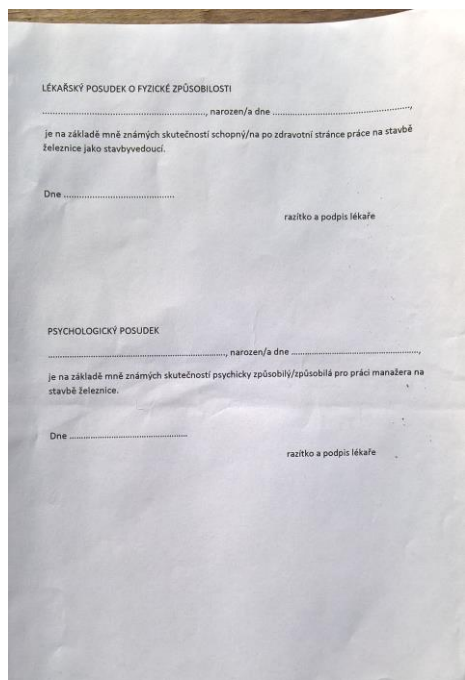 LÉKAŘSKÝ POSUDEK O FYZICKÉ ZPŮSOBILOSTI
............................................................, narozen/a dne ..................................................,
je na základě mně známých skutečností schopný/na po zdravotní stránce práce na stavbě
železnice jako stavbyvedoucí.
Dne ........................................
razítko a podpis lékaře
PSYCHOLOGICKÝ POSUDEK
................................................................, narozen/a dne ..............................................,
je na základě mně známých skutečností psychicky způsobilý/způsobilá pro práci manažera na
stavbě železnice.
Dne ..........................................
razítko a podpis lékaře